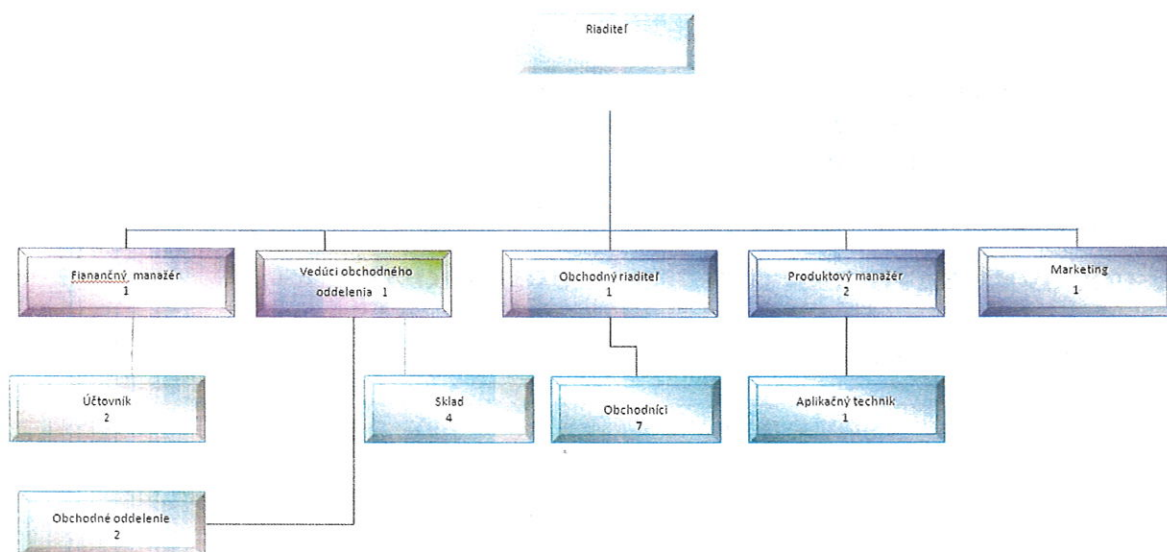 Riaditeľ
Fianančný manažér
1
Vedúci obchodného
oddelenia 1
Obchodný riaditeľ
1
Produktový manažér
2
Marketing
1
Účtovník
2
Sklad
4
Obchodníci
7
Aplikačný technik
1
Obchodné oddelenie
2